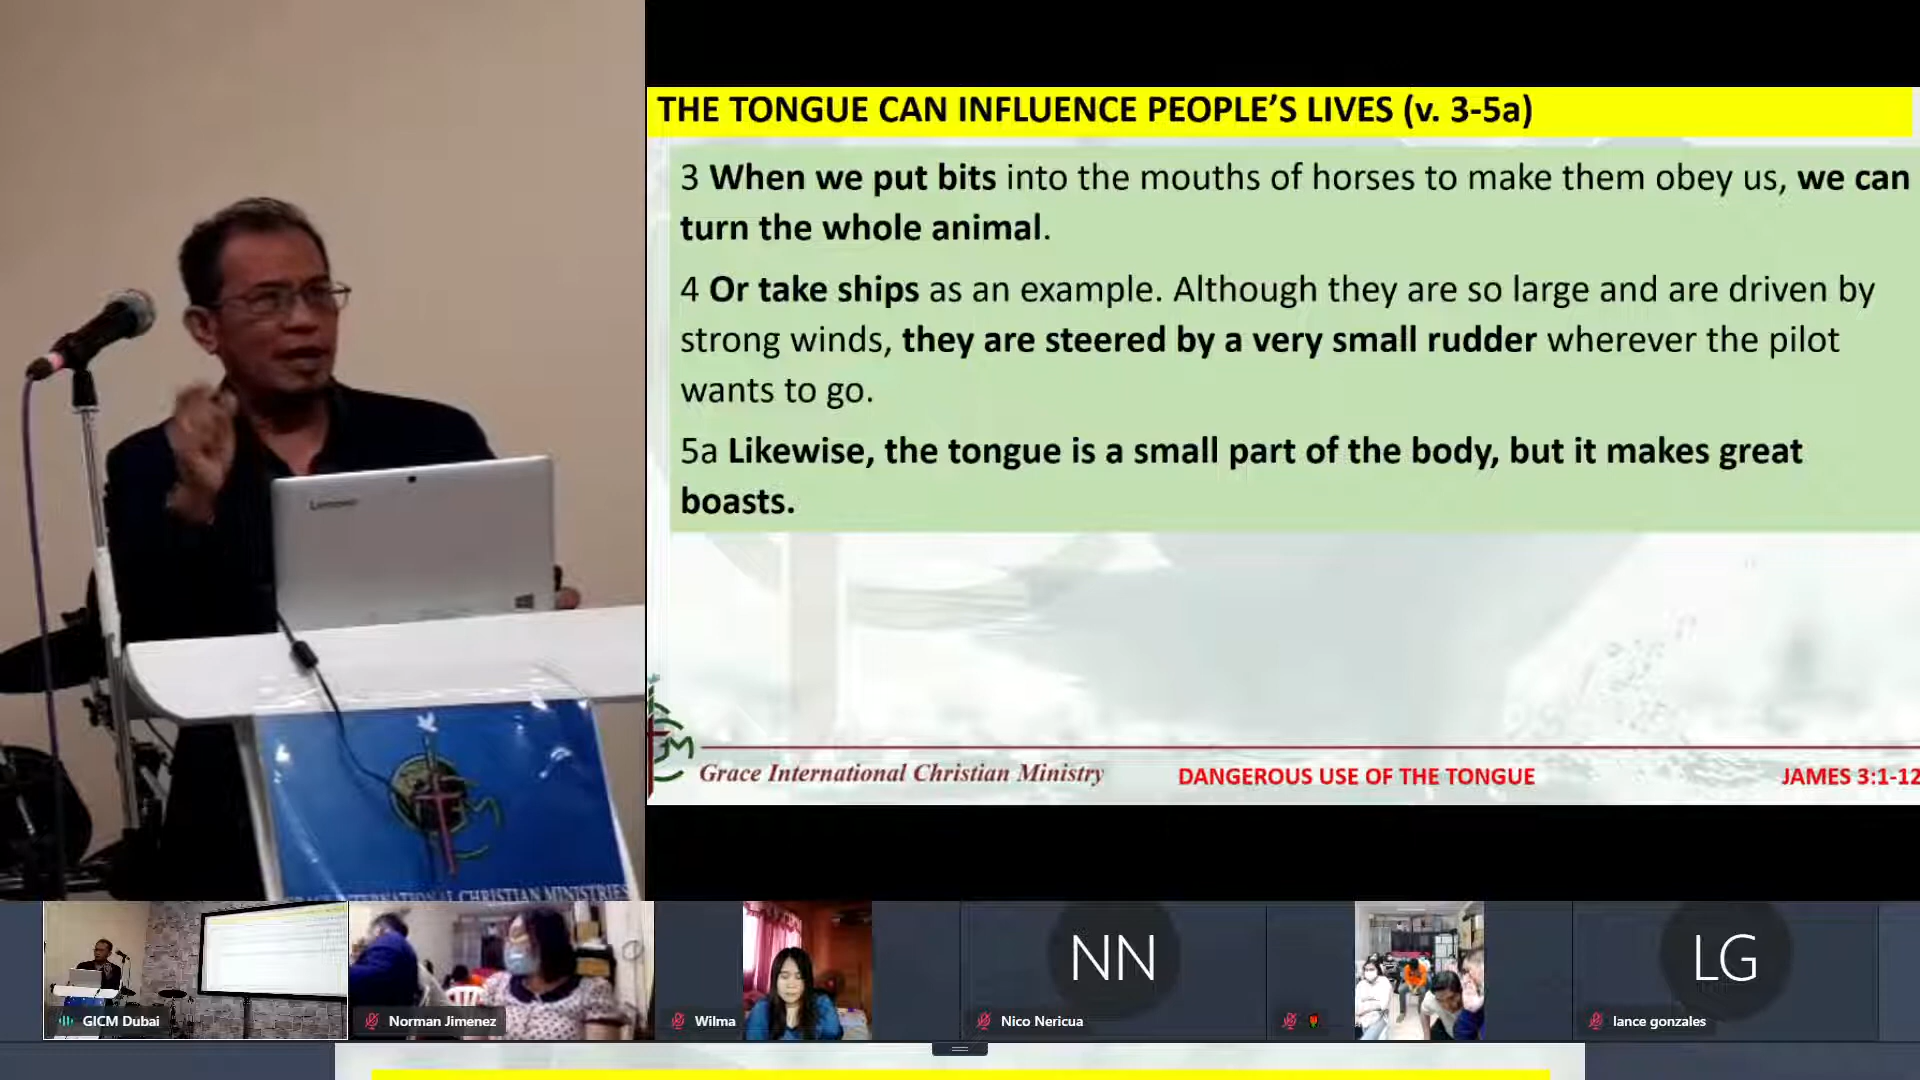 THE TONGUE CAN INFLUENCE PEOPLE'S LIVES (v. 3-5a)
3 When we put bits into the mouths of horses to make them obey us, we can
turn the whole animal.
4 Or take ships as an example. Although they are so large and are driven by
strong winds, they are steered by a very small rudder wherever the pilot
wants to go.
5a Likewise, the tongue is a small part of the body, but it makes great
boasts.
Grace International Christian Ministry
DANGEROUS USE OF THE TONGUE
JAMES 3:1-12
Lenovo
INTERNATIONAL CHRISTIAN MINISTRIES
NN
LG
GICM Dubai
Norman Jimenez
Wilma
Nico Nericua
lance gonzales